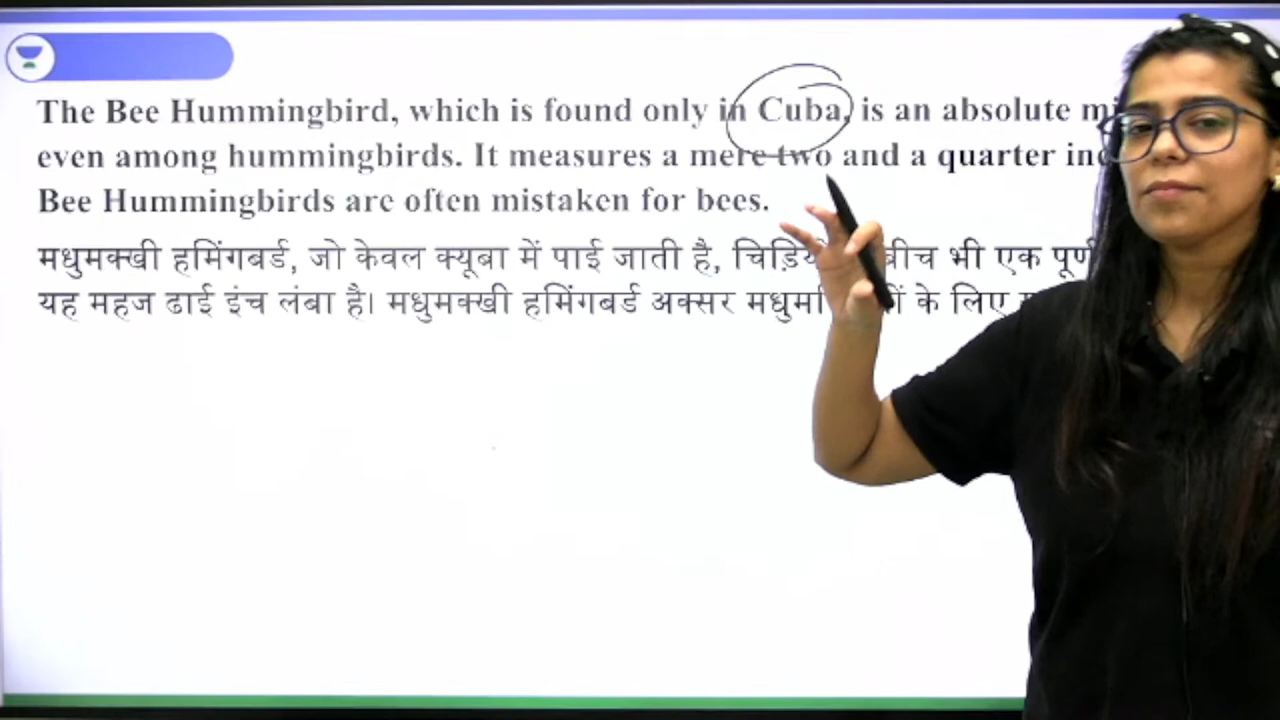 The Bee Hummingbird, which is found only in Cuba, is an absolute
even among hummingbirds. It measures a mere two and a quarter
Bee Hummingbirds are often mistaken for bees.
मधुमक्खी हमिंगबर्ड, जो केवल क्यूबा में पाई जाती है, बीच भी एक
यह महज ढाई इंच लंबा है। मधुमक्खी हमिंगबर्ड अक्सर के लिए